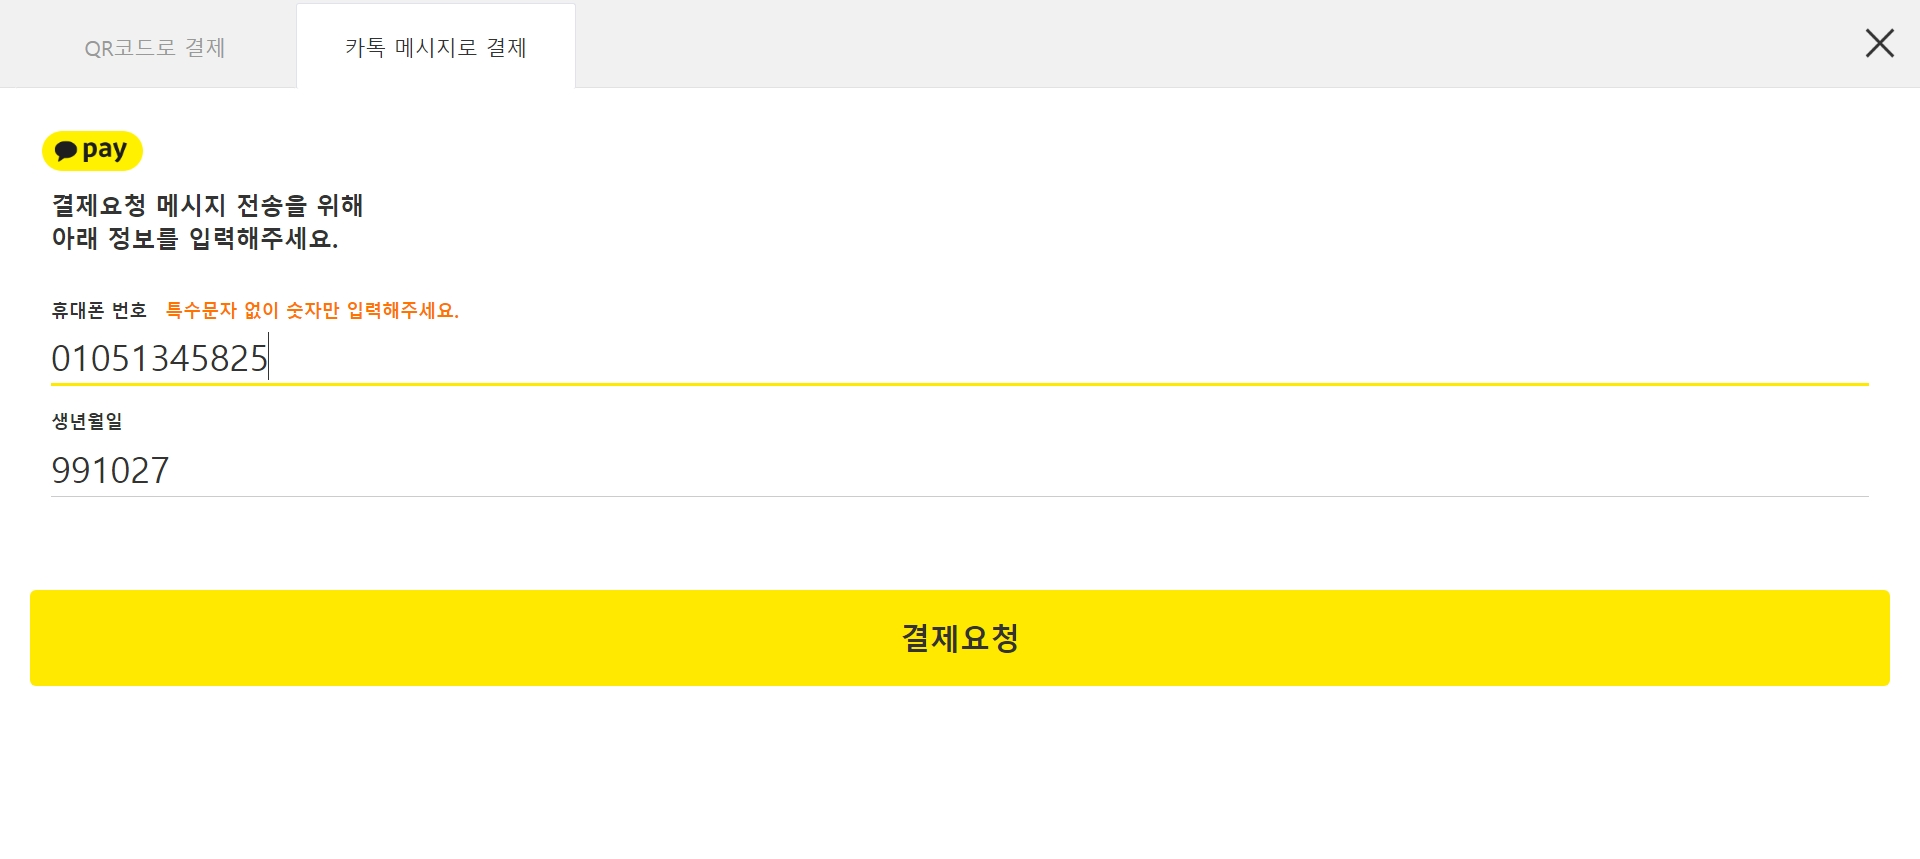 QR코드로 결제
카톡 메시지로 결제
pay
결제요청 메시지 전송을 위해
아래 정보를 입력해주세요.
휴대폰 번호 특수문자 없이 숫자만 입력해주세요.
01051345825
생년월일
991027
결제요청